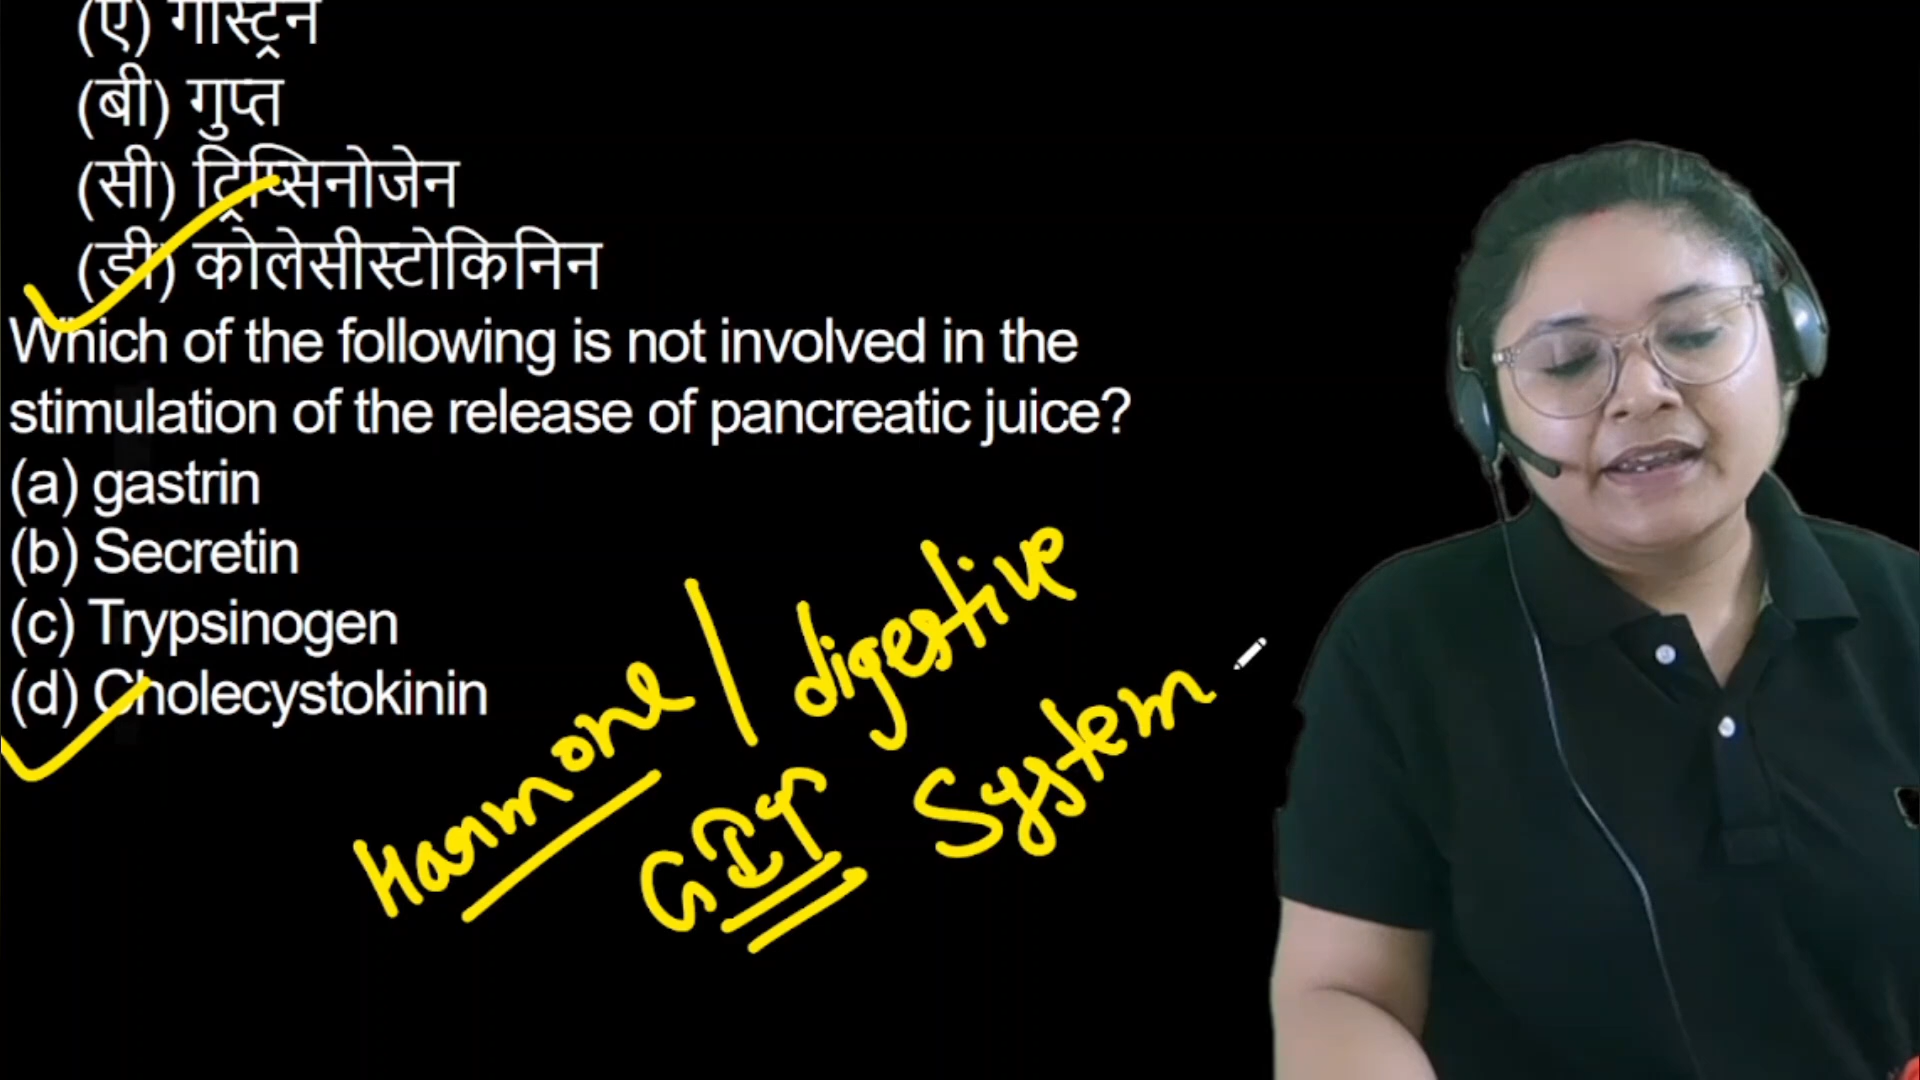 (ए) गास्ट्रिन
(बी) गुप्त
(सी) ट्रिप्सिनोजेन
(डी) कोलेसीस्टोकिनिन
Which of the following is not involved in the
stimulation of the release of pancreatic juice?
(a) gastrin
(b) Secretin
(c) Trypsinogen
(d) Cholecystokinin
Harmone / digestive
GIT System